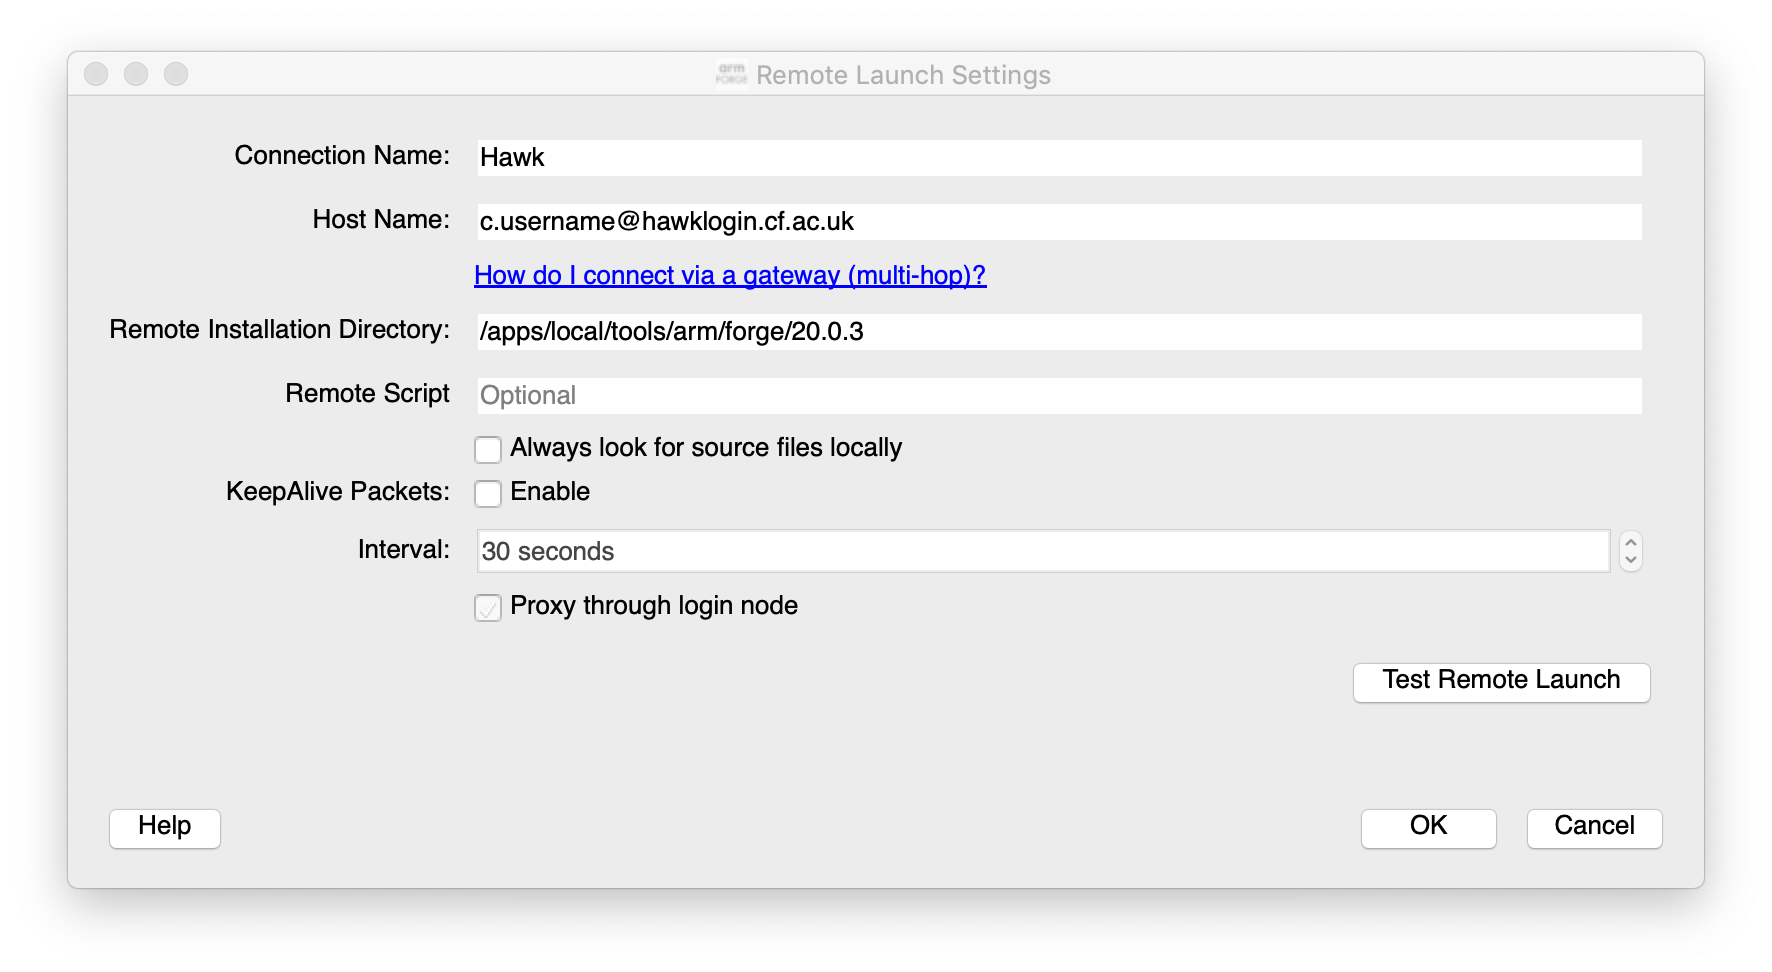 arm
FORGE
Remote Launch Settings
Connection Name: Hawk
Host Name: c.username@hawklogin.cf.ac.uk
How do I connect via a gateway (multi-hop)?
Remote Installation Directory: /apps/local/tools/arm/forge/20.0.3
Remote Script Optional
Always look for source files locally
KeepAlive Packets: Enable
Interval: 30 seconds
Proxy through login node
Test Remote Launch
Help OK Cancel